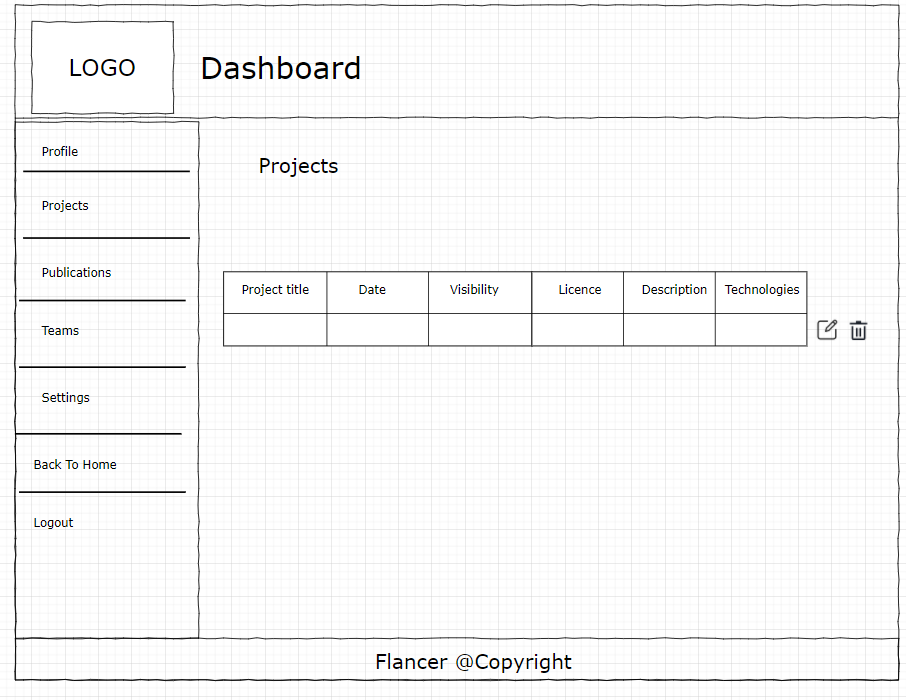 LOGO
Dashboard
Profile
Projects
Publications
Teams
Settings
Back To Home
Logout
Projects
Project title Date Visibility Licence Description Technologies
Flancer @Copyright